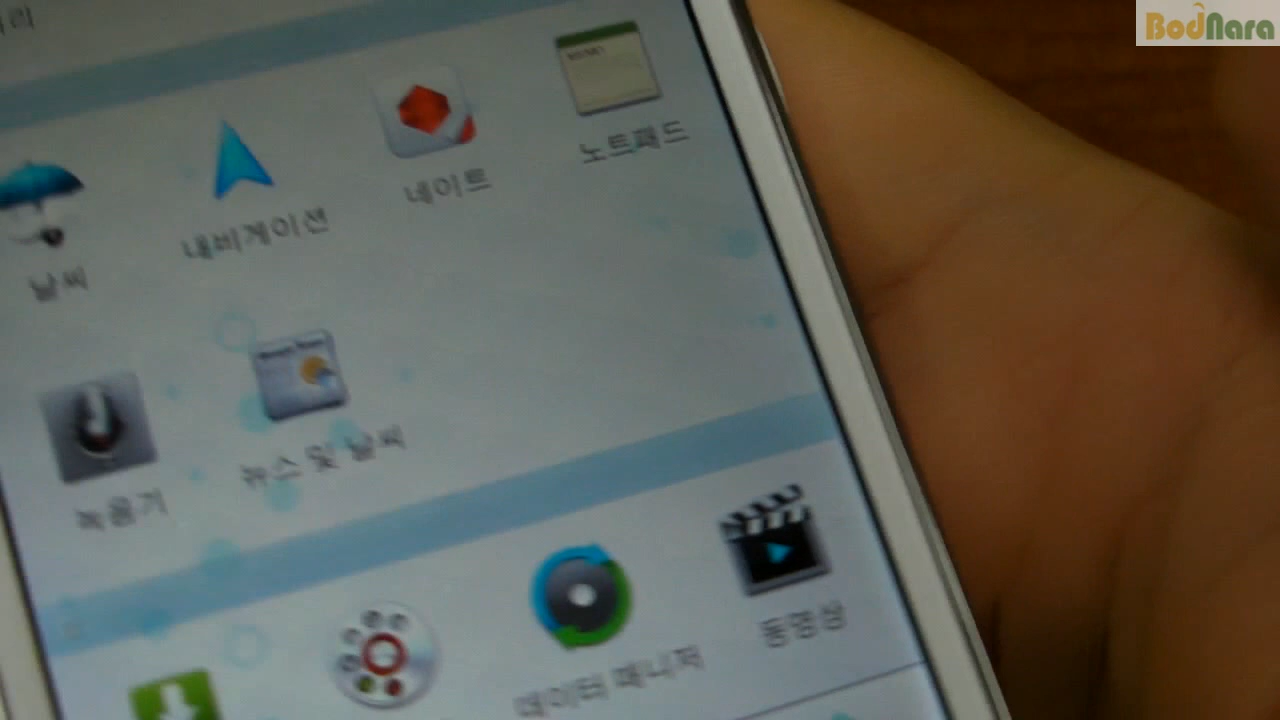 BodNara
노트패드
네이트
내비게이션
날씨
뉴스 및 날씨
녹음기
동영상
데이터 매니저